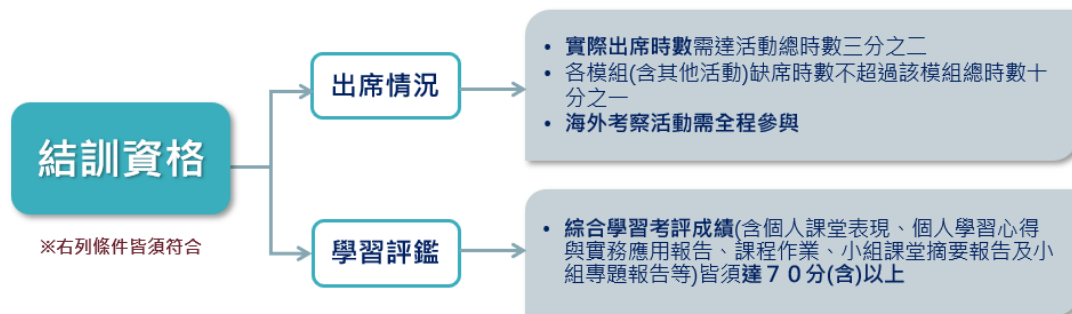 結訓資格
※右列條件皆須符合
出席情況
• 實際出席時數需達活動總時數三分之二
• 各模組(含其他活動)缺席時數不超過該模組總時數十
分之一
• 海外考察活動需全程參與
學習評鑑
• 綜合學習考評成績(含個人課堂表現、個人學習心得
與實務應用報告、課程作業、小組課堂摘要報告及小
組專題報告等)皆須達７０分(含)以上